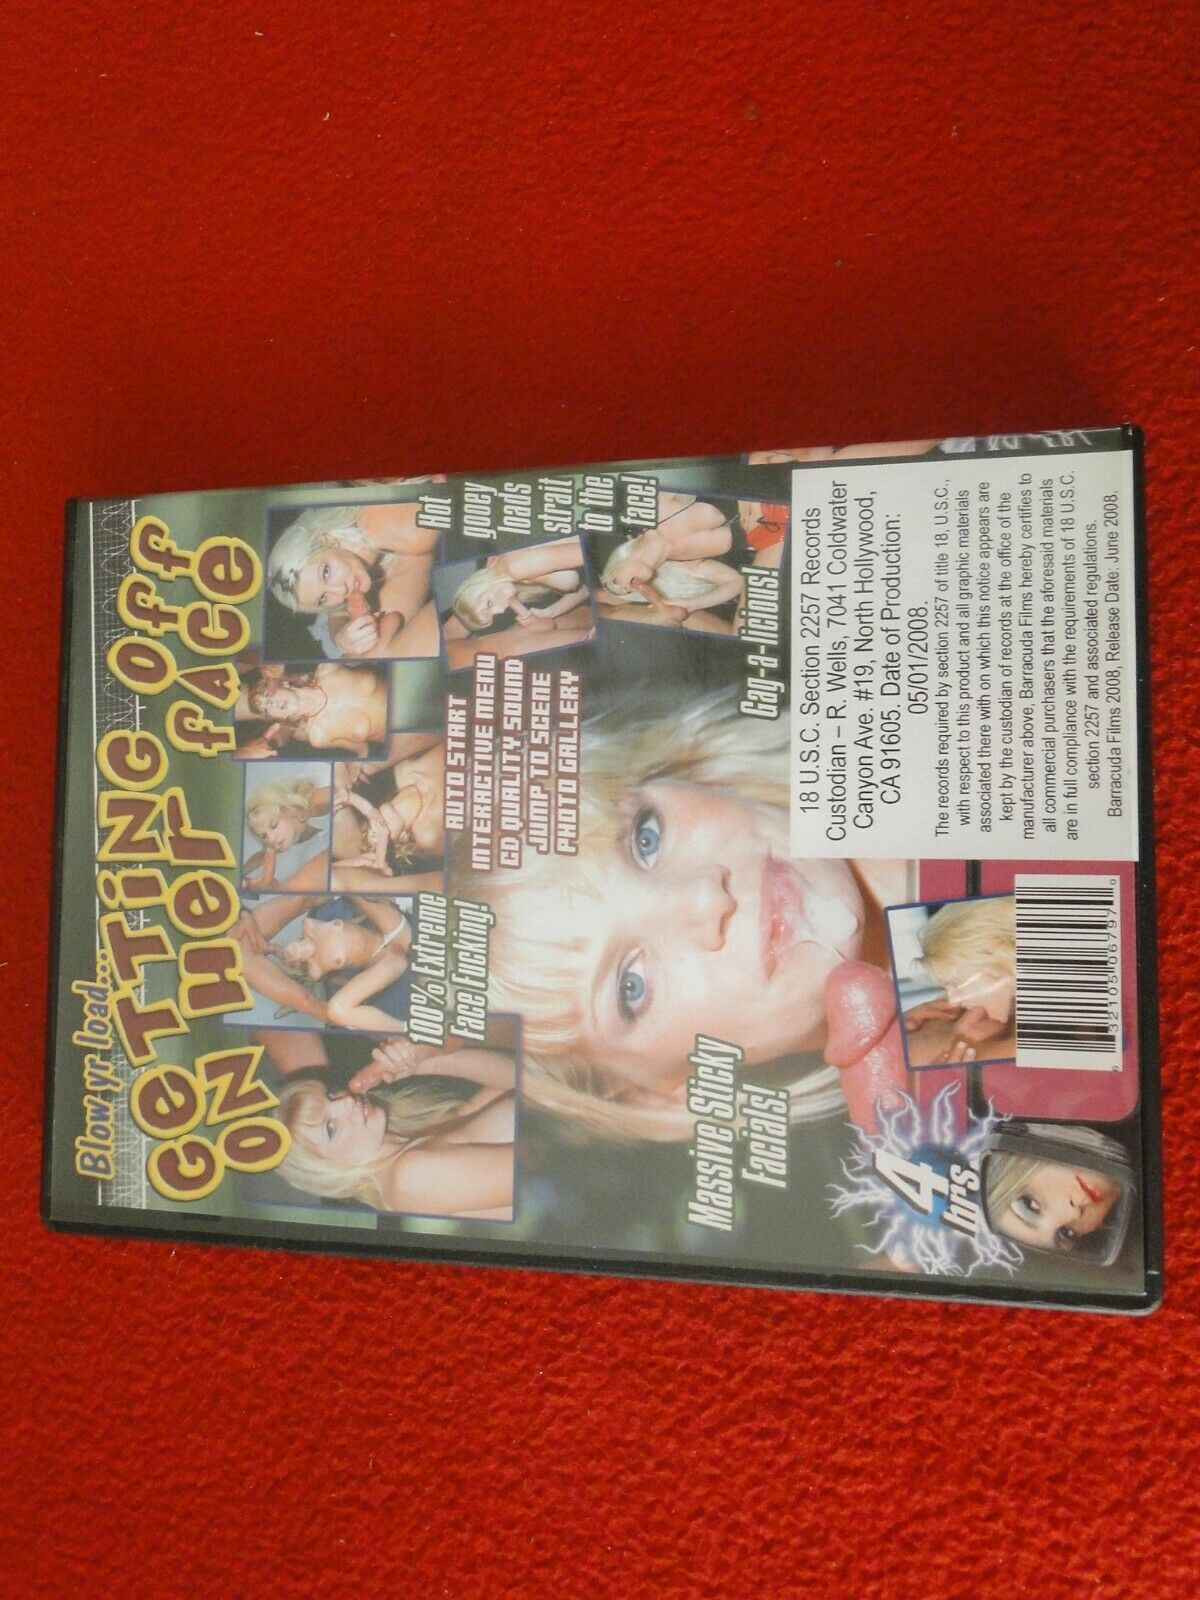 Blow yr load....
GETTiNG OFF
ON HER FACE
100% Extreme
Face Fucking!
Hot
gooey
loads
strait
to the
face!
AUTO START
INTERACTIVE MENU
CD QUALITY SOUND
JUMP TO SCENE
PHOTO GALLERY
Gag-a-licious!
Massive Sticky
Facials!
4
hrs
18 U.S.C. Section 2257 Records
Custodian – R. Wells, 7041 Coldwater
Canyon Ave. #19, North Hollywood,
CA 91605. Date of Production:
05/01/2008.
The records required by section 2257 of title 18, U.S.C.,
with respect to this product and all graphic materials
associated there with on which this notice appears are
kept by the custodian of records at the office of the
manufacturer above, Barracuda Films hereby certifies to
all commercial purchasers that the aforesaid materials
are in full compliance with the requirements of 18 U.S.C.
section 2257 and associated regulations.
Barracuda Films 2008, Release Date: June 2008.
6 32105 06797 0